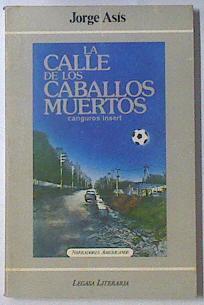 Jorge Asís
LA
CALLE
DE LOS
CABALLOS
MUERTOS
canguros insert
NARRADORES AMERICANOS
LEGASA LITERARIA